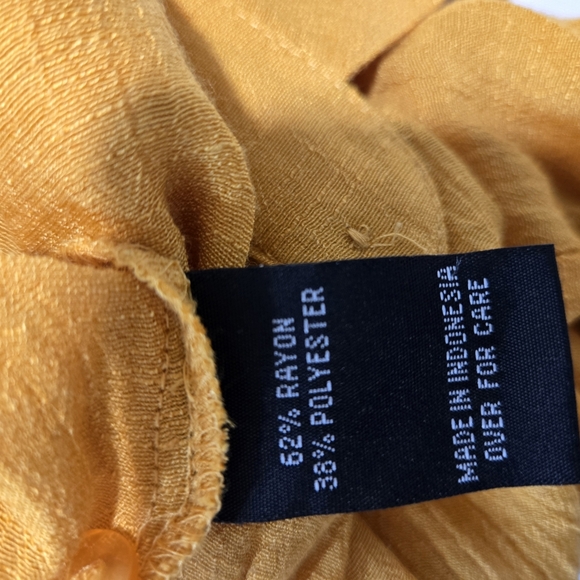 62% RAYON
38% POLYESTER
MADE IN INDONESIA
OVER FOR CARE